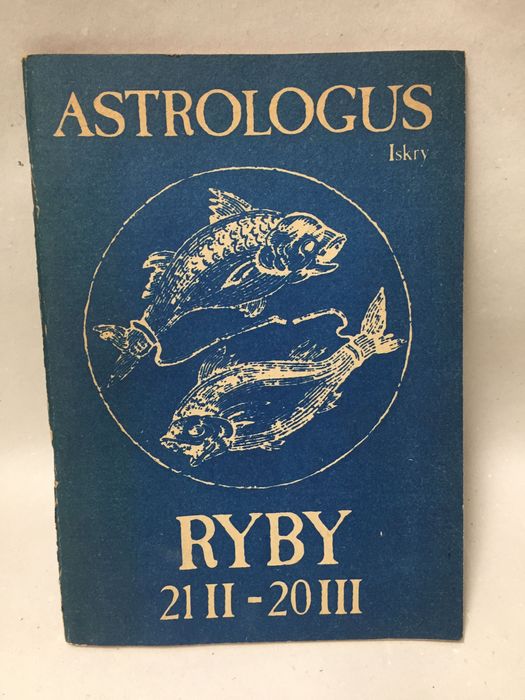 ASTROLOGUS
Iskry
RYBY
21 II - 20 III